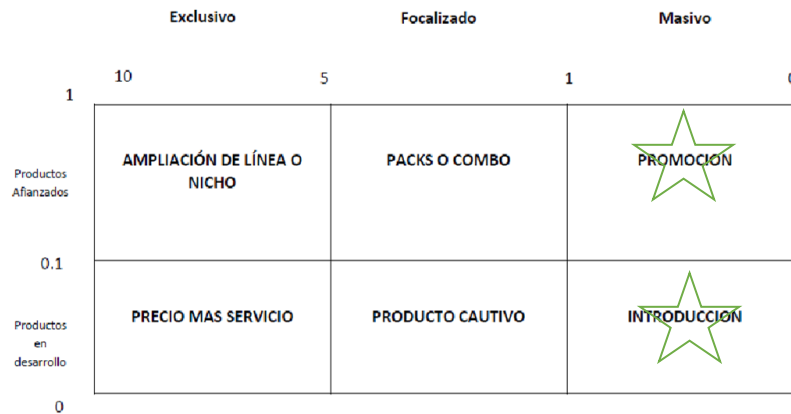 Exclusivo Focalizado Masivo
10 5 1 0
1
AMPLIACIÓN DE LÍNEA O
NICHO
PACKS O COMBO
PROMOCION
Productos
Afianzados
0.1
PRECIO MAS SERVICIO
PRODUCTO CAUTIVO
INTRODUCCION
Productos
en
desarrollo
0